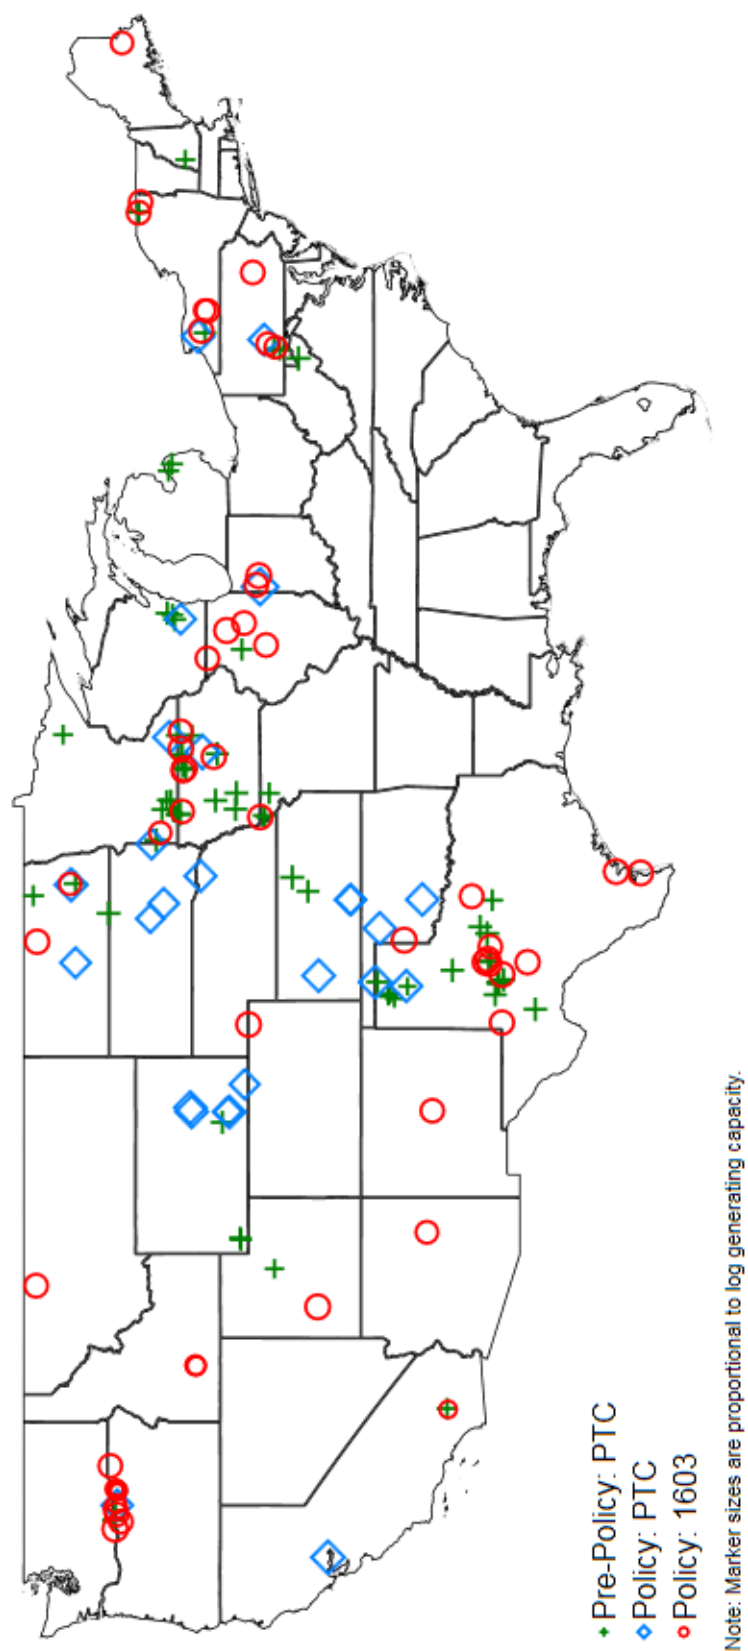 Pre-Policy: PTC
Policy: PTC
Policy: 1603
Note: Marker sizes are proportional to log generating capacity.